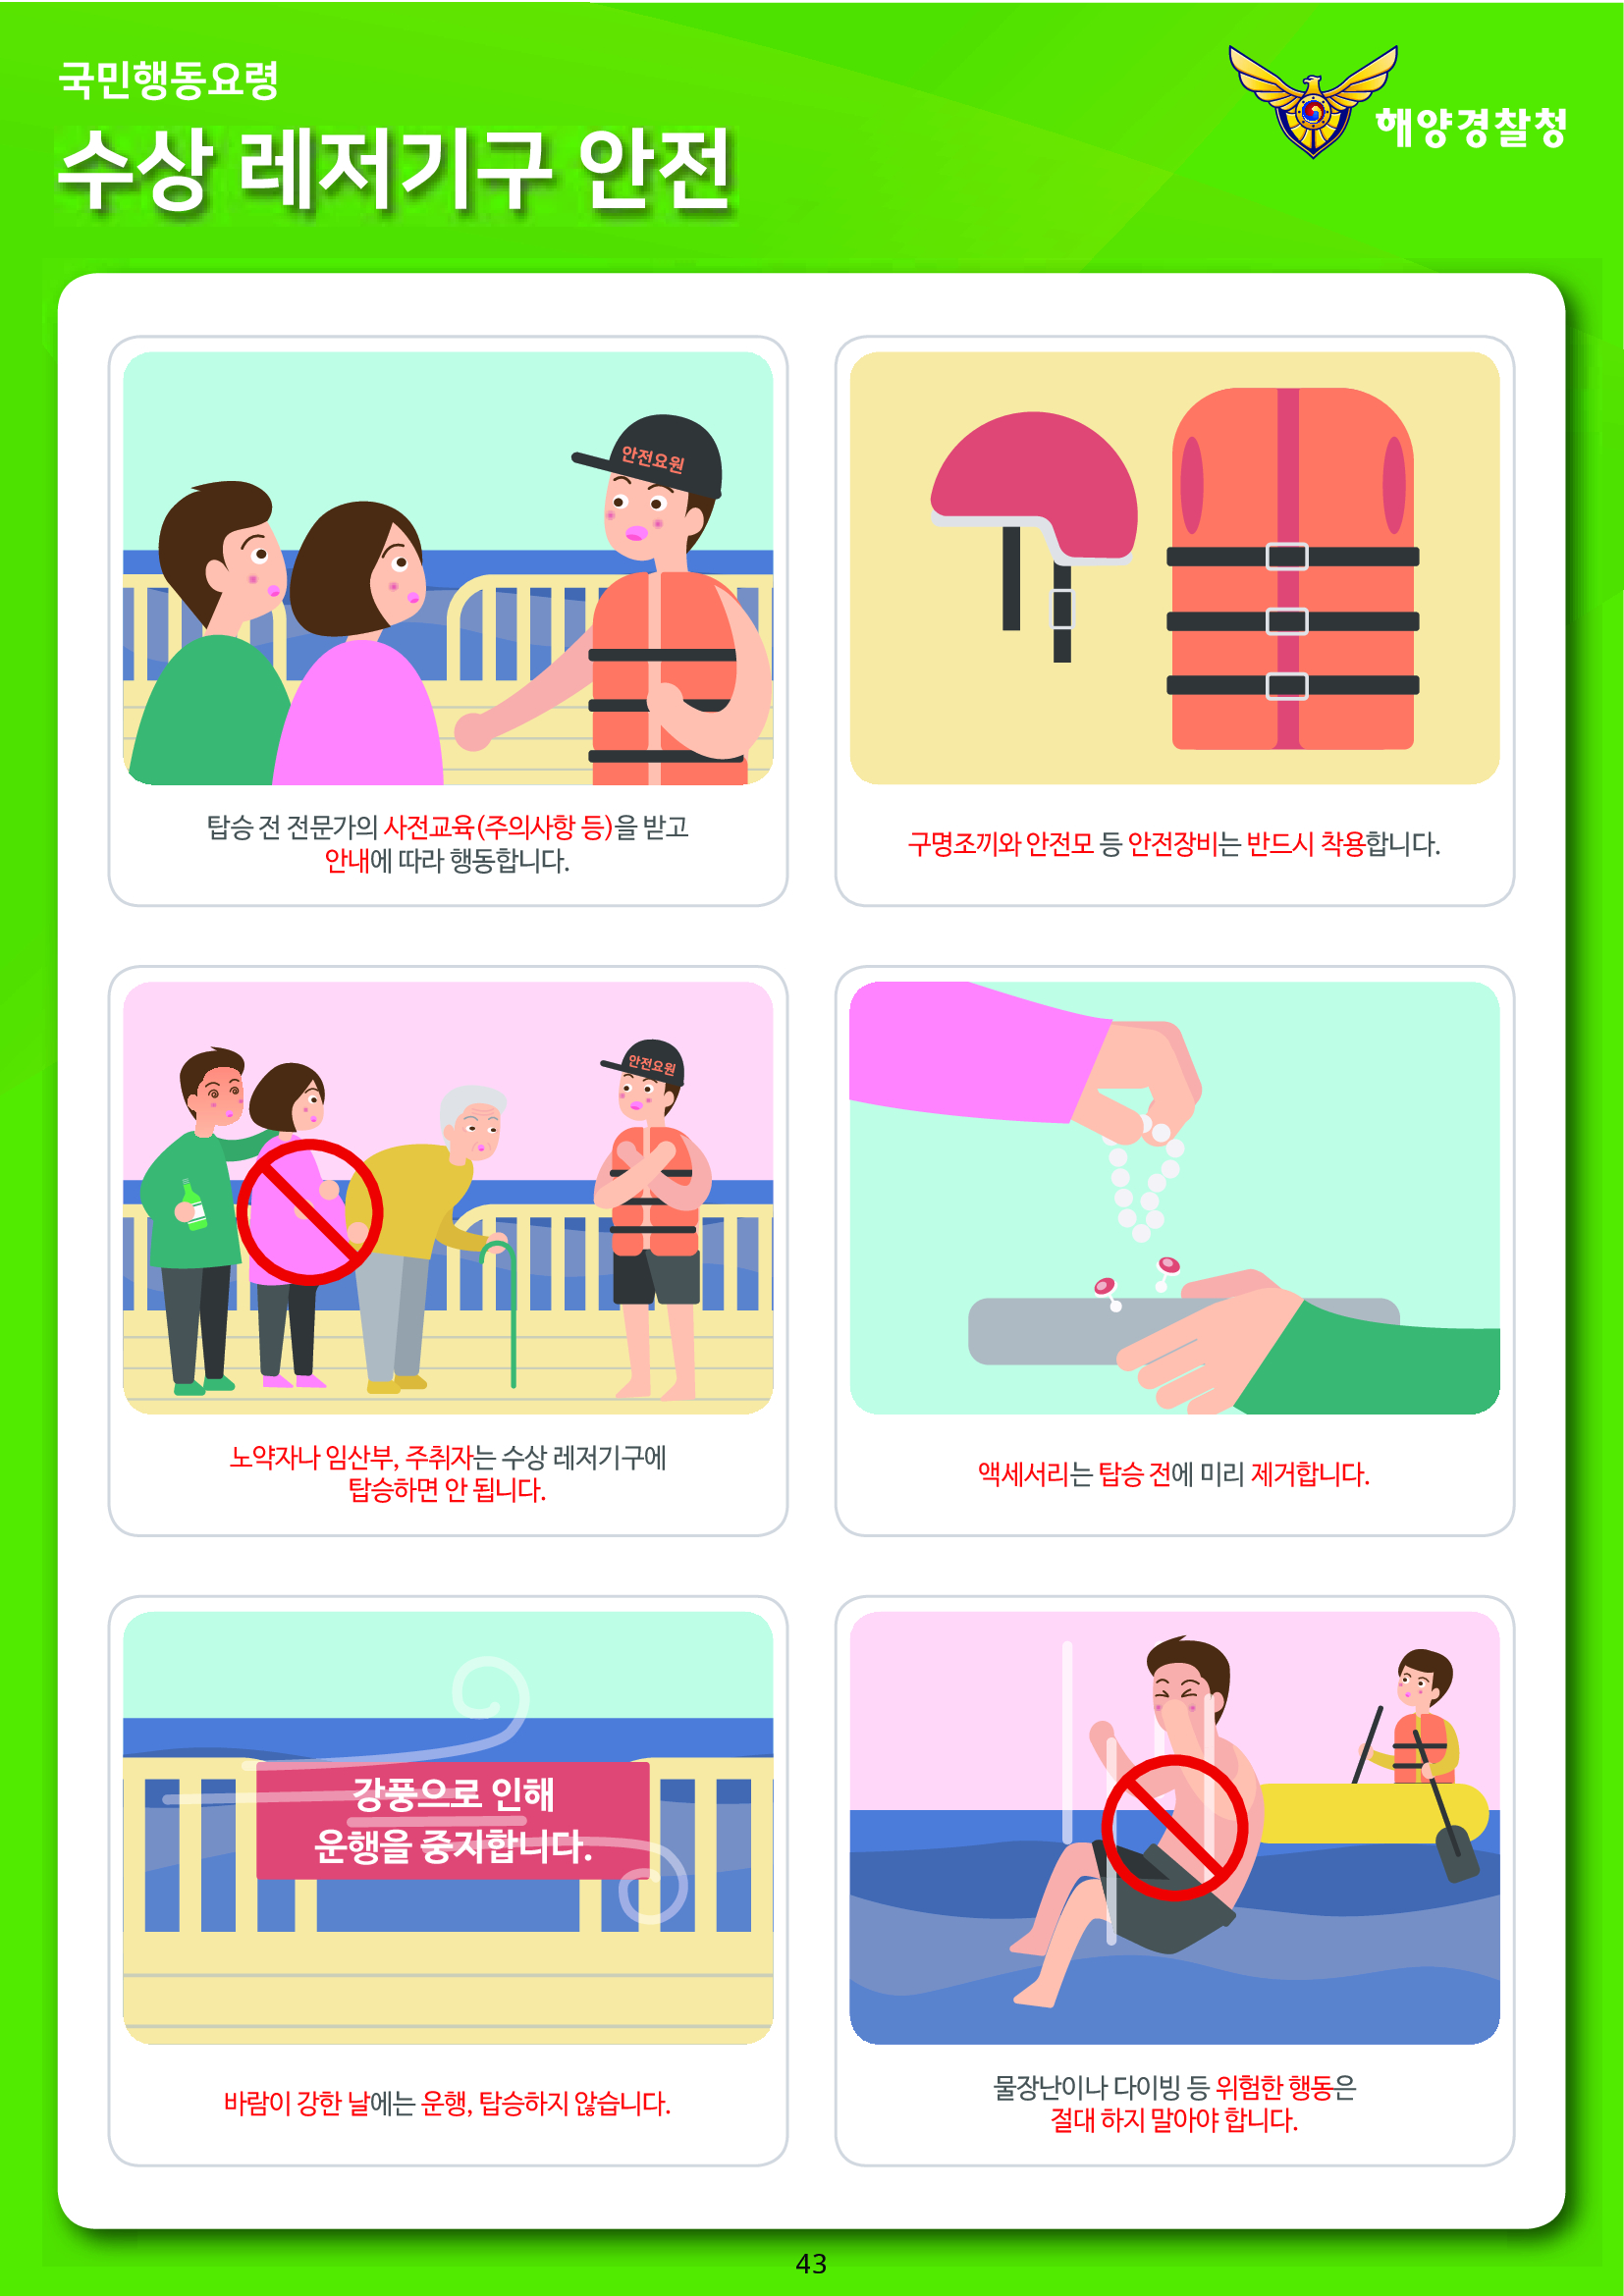 국민행동요령
수상 레저기구 안전
해양경찰청
안전요원
탑승 전 전문가의 사전교육(주의사항 등)을 받고
안내에 따라 행동합니다.
구명조끼와 안전모 등 안전장비는 반드시 착용합니다.
안전요원
노약자나 임산부, 주취자는 수상 레저기구에
탑승하면 안 됩니다.
액세서리는 탑승 전에 미리 제거합니다.
강풍으로 인해
운행을 중지합니다.
바람이 강한 날에는 운행, 탑승하지 않습니다.
물장난이나 다이빙 등 위험한 행동은
절대 하지 말아야 합니다.
43